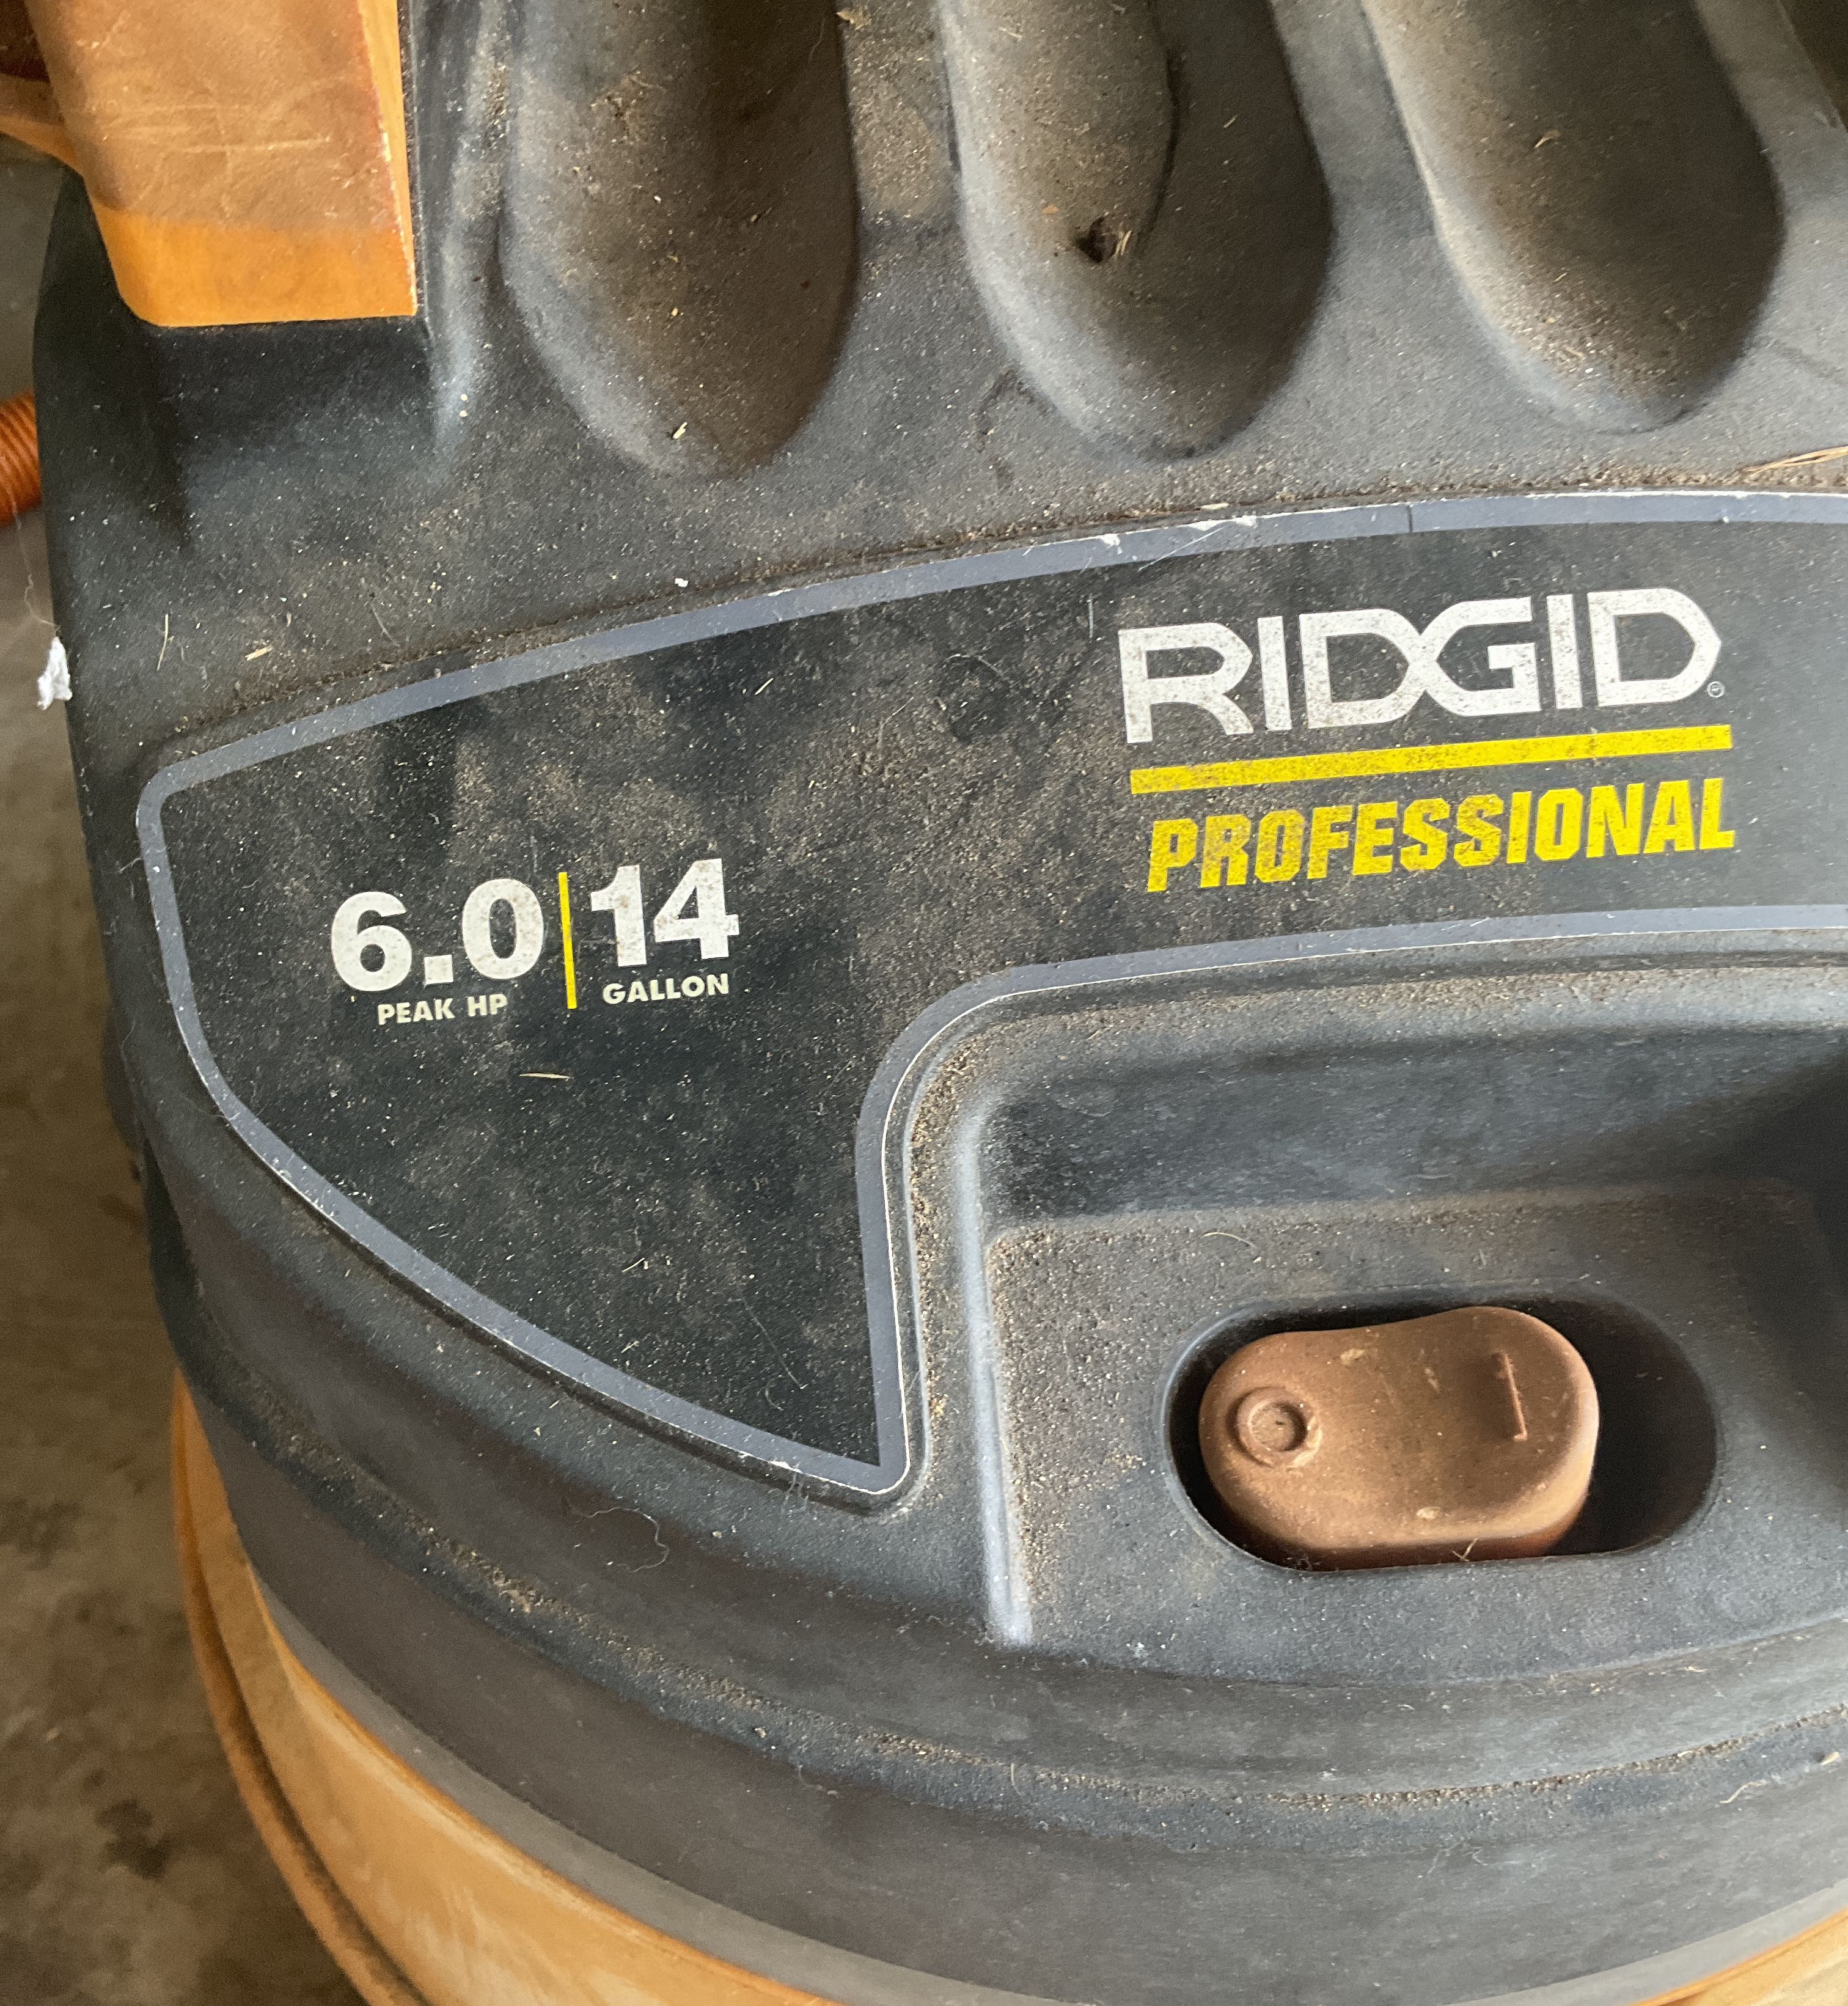 RIDGID®
PROFESSIONAL
6.0 14
PEAK HP GALLON